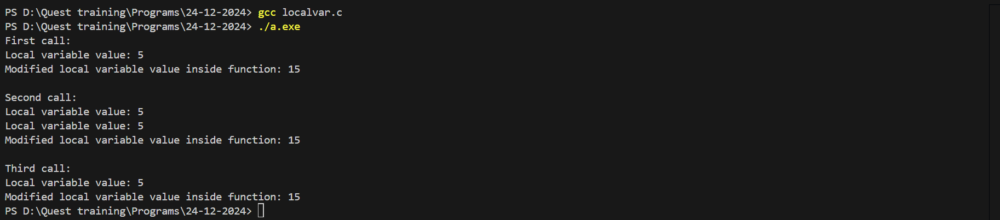 PS D:\Quest training\Programs\24-12-2024> gcc localvar.c
PS D:\Quest training\Programs\24-12-2024> ./a.exe
First call:
Local variable value: 5
Modified local variable value inside function: 15

Second call:
Local variable value: 5
Local variable value: 5
Modified local variable value inside function: 15

Third call:
Local variable value: 5
Modified local variable value inside function: 15
PS D:\Quest training\Programs\24-12-2024>